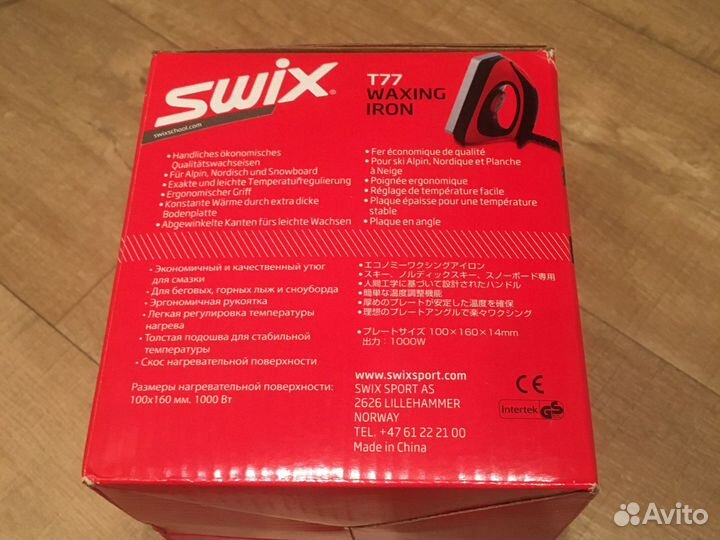 swix®
swixschool.com
T77
WAXING
IRON
• Handliches ökonomisches
Qualitätswachseisen
• Für Alpin, Nordisch und Snowboard
• Exakte und leichte Temperaturegulierung
• Ergonomischer Griff
• Konstante Wärme durch extra dicke
Bodenplatte
• Abgewinkelte Kanten fürs leichte Wachsen
• Fer économique de qualité
• Pour ski Alpin, Nordique et Planche
à Neige
• Poignée ergonomique
• Réglage de température facile
• Plaque épaisse pour une température
stable
• Plaque en angle
• Экономичный и качественный утюг
для смазки
• Для беговых, горных лыж и сноуборда
• Эргономичная рукоятка
• Легкая регулировка температуры
нагрева
• Толстая подошва для стабильной
температуры
• Скос нагревательной поверхности
Размеры нагревательной поверхности:
100x160 мм. 1000 Вт
• エコノミーワクシングアイロン
• スキー、ノルディックスキー、スノーボード専用
• 人間工学に基づいて設計されたハンドル
• 簡単な温度調整機能
• 厚めのプレートが安定した温度を確保
• 理想のプレートアングルで楽々ワクシング
• プレートサイズ 100×160×14mm
出力：1000W
www.swixsport.com
SWIX SPORT AS
2626 LILLEHAMMER
NORWAY
TEL. +47 61 22 21 00
Made in China
CE
Intertek GS
Avito